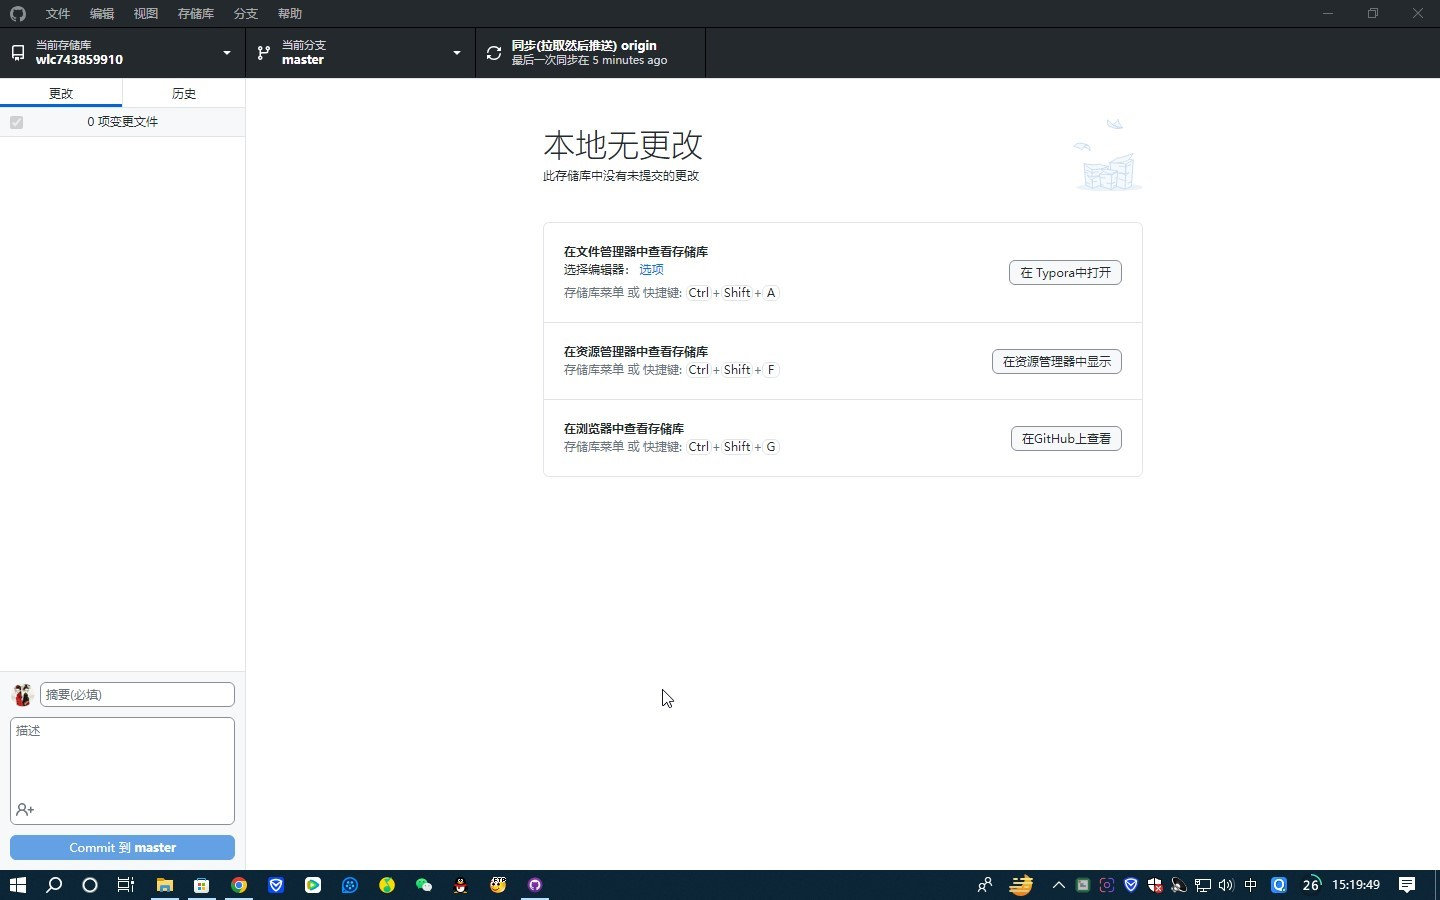 文件 编辑 视图 存储库 分支 帮助
当前存储库
wlc743859910
当前分支
master
同步(拉取然后推送) origin
最后一次同步在 5 minutes ago
更改 历史
0 项变更文件
本地无更改
此存储库中没有未提交的更改
在文件管理器中查看存储库
选择编辑器： 选项
存储库菜单 或 快捷键: Ctrl + Shift + A
在 Typora中打开
在资源管理器中查看存储库
存储库菜单 或 快捷键: Ctrl + Shift + F
在资源管理器中显示
在浏览器中查看存储库
存储库菜单 或 快捷键: Ctrl + Shift + G
在GitHub上查看
摘要(必填)
描述
Commit 到 master
中 26 15:19:49